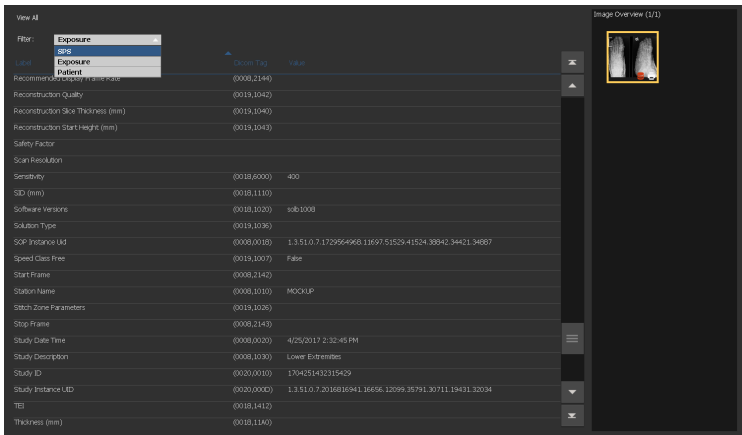 View All
Image Overview (1/1)
Filter: Exposure
SPS
Exposure
Patient
Label Dicom Tag Value
Recommended Display Frame Rate (0008,2144)
Reconstruction Quality (0019,1042)
Reconstruction Slice Thickness (mm) (0019,1040)
Reconstruction Start Height (mm) (0019,1043)
Safety Factor
Scan Resolution
Sensitivity (0018,6000) 400
SID (mm) (0018,1110)
Software Versions (0018,1020) solb1008
Solution Type (0019,1036)
SOP Instance Uid (0008,0018) 1.3.51.0.7.1729564968.11697.51529.41524.38842.34421.34887
Speed Class Free (0019,1007) False
Start Frame (0008,2142)
Station Name (0008,1010) MOCKUP
Stitch Zone Parameters (0019,1026)
Stop Frame (0008,2143)
Study Date Time (0008,0020) 4/25/2017 2:32:45 PM
Study Description (0008,1030) Lower Extremities
Study ID (0020,0010) 1704251432315429
Study Instance UID (0020,000D) 1.3.51.0.7.2016816941.16656.12099.35791.30711.19431.32034
TEI (0018,1412)
Thickness (mm) (0018,11A0)